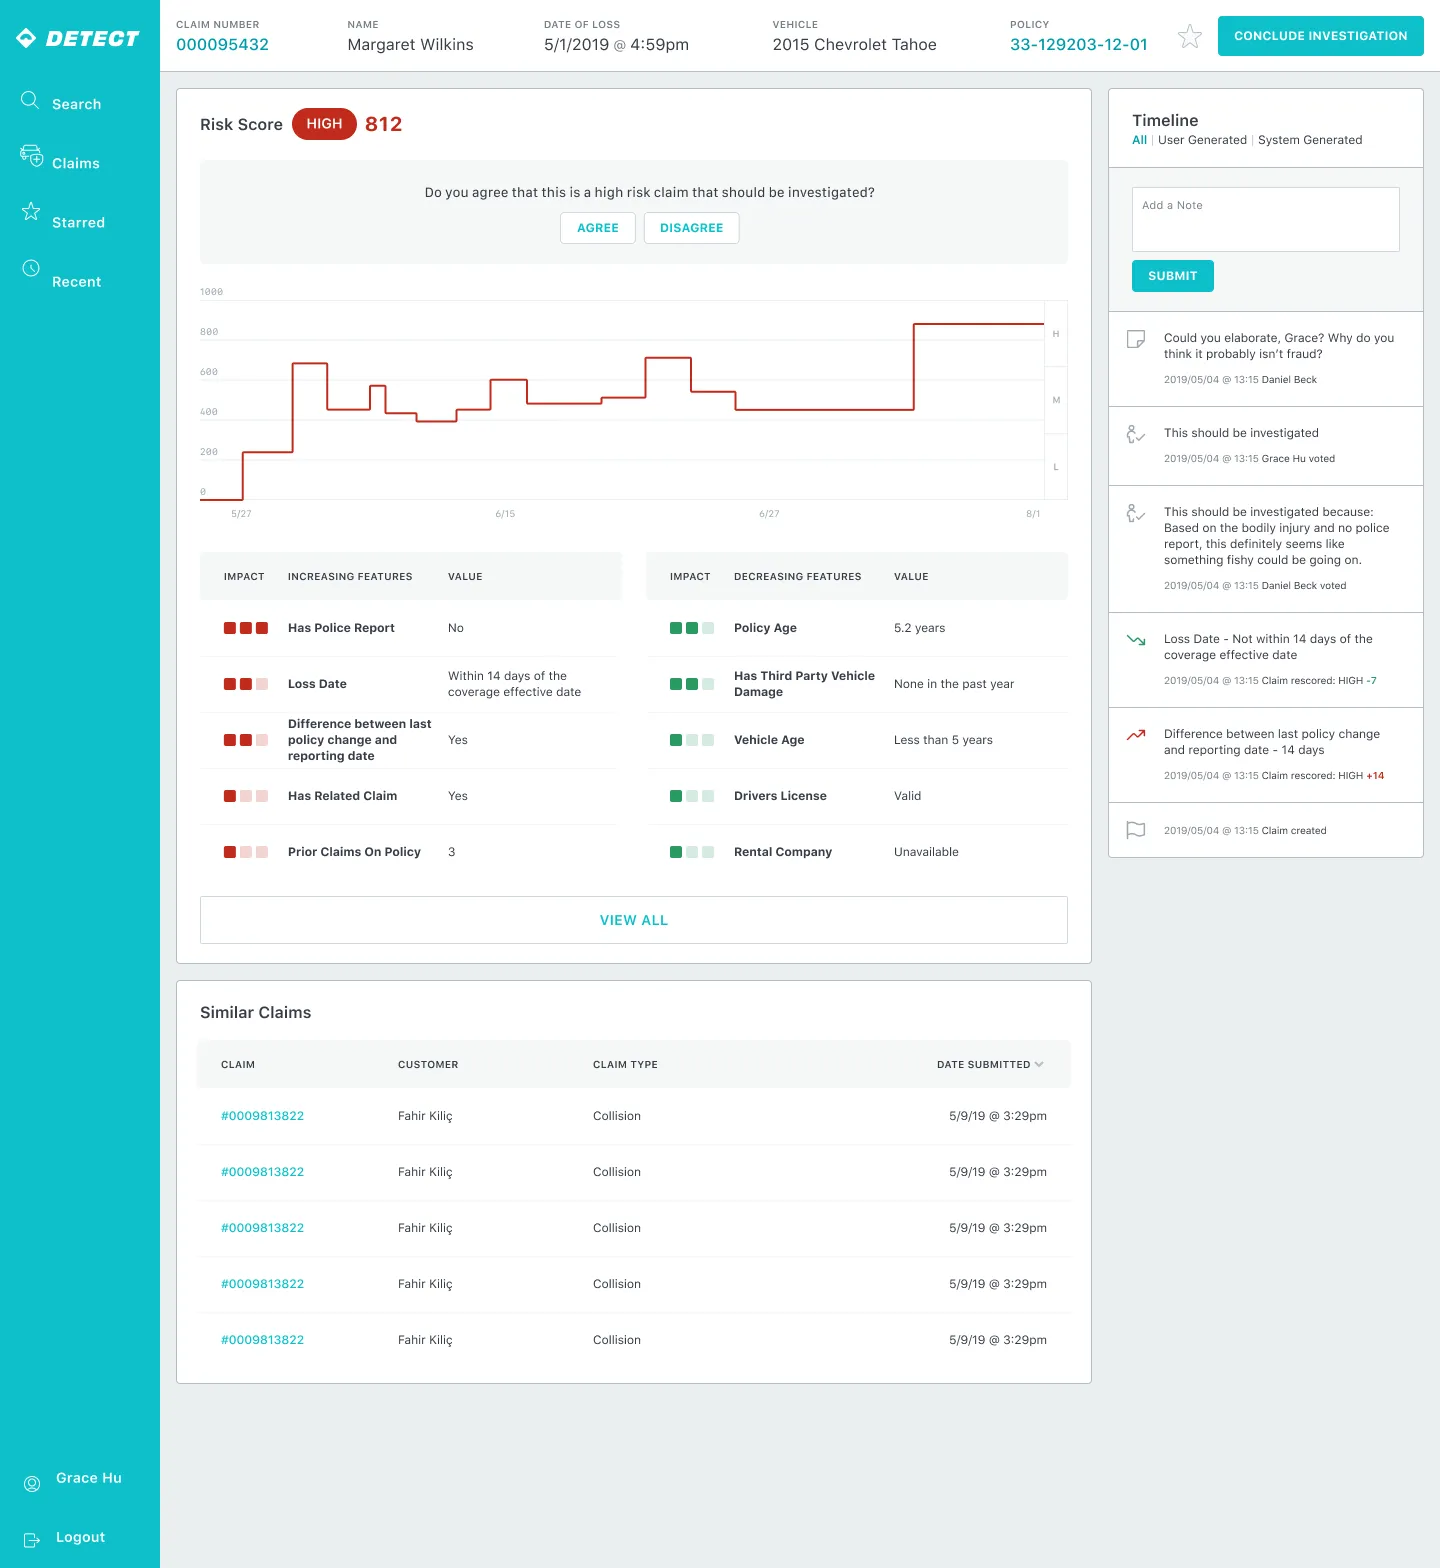 DETECT
Search
Claims
Starred
Recent
Grace Hu
Logout
CLAIM NUMBER
000095432
NAME
Margaret Wilkins
DATE OF LOSS
5/1/2019 @ 4:59pm
VEHICLE
2015 Chevrolet Tahoe
POLICY
33-129203-12-01
CONCLUDE INVESTIGATION
Risk Score HIGH 812
Do you agree that this is a high risk claim that should be investigated?
AGREE DISAGREE
1000
800
600
400
200
0
H
M
L
5/27 6/15 6/27 8/1
IMPACT INCREASING FEATURES VALUE
Has Police Report No
Loss Date Within 14 days of the
coverage effective date
Difference between last
policy change and Yes
reporting date
Has Related Claim Yes
Prior Claims On Policy 3
IMPACT DECREASING FEATURES VALUE
Policy Age 5.2 years
Has Third Party Vehicle
Damage None in the past year
Vehicle Age Less than 5 years
Drivers License Valid
Rental Company Unavailable
VIEW ALL
Similar Claims
CLAIM CUSTOMER CLAIM TYPE DATE SUBMITTED
#0009813822 Fahir Kiliç Collision 5/9/19 @ 3:29pm
#0009813822 Fahir Kiliç Collision 5/9/19 @ 3:29pm
#0009813822 Fahir Kiliç Collision 5/9/19 @ 3:29pm
#0009813822 Fahir Kiliç Collision 5/9/19 @ 3:29pm
#0009813822 Fahir Kiliç Collision 5/9/19 @ 3:29pm
Timeline
All | User Generated | System Generated
Add a Note
SUBMIT
Could you elaborate, Grace? Why do you
think it probably isn’t fraud?
2019/05/04 @ 13:15 Daniel Beck
This should be investigated
2019/05/04 @ 13:15 Grace Hu voted
This should be investigated because:
Based on the bodily injury and no police
report, this definitely seems like
something fishy could be going on.
2019/05/04 @ 13:15 Daniel Beck voted
Loss Date - Not within 14 days of the
coverage effective date
2019/05/04 @ 13:15 Claim rescored: HIGH -7
Difference between last policy change
and reporting date - 14 days
2019/05/04 @ 13:15 Claim rescored: HIGH +14
2019/05/04 @ 13:15 Claim created